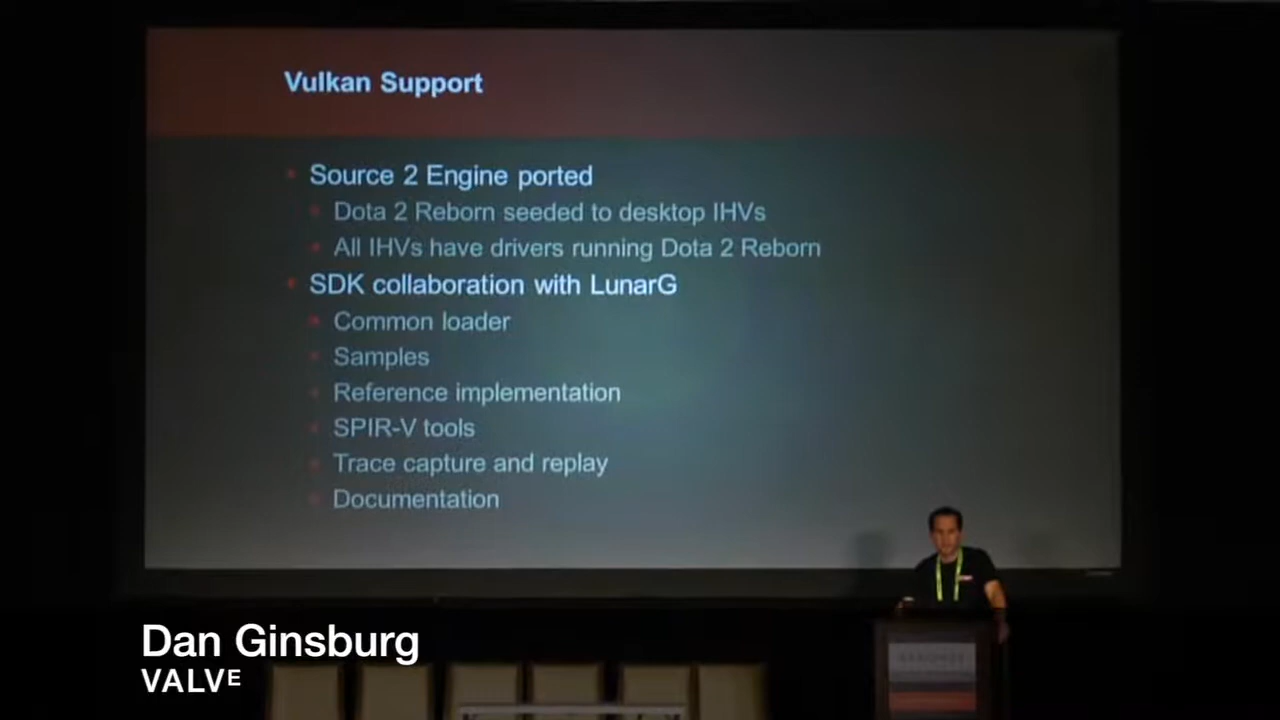 Vulkan Support
Source 2 Engine ported
Dota 2 Reborn seeded to desktop IHVs
All IHVs have drivers running Dota 2 Reborn
SDK collaboration with LunarG
Common loader
Samples
Reference implementation
SPIR-V tools
Trace capture and replay
Documentation
Dan Ginsburg
VALVE